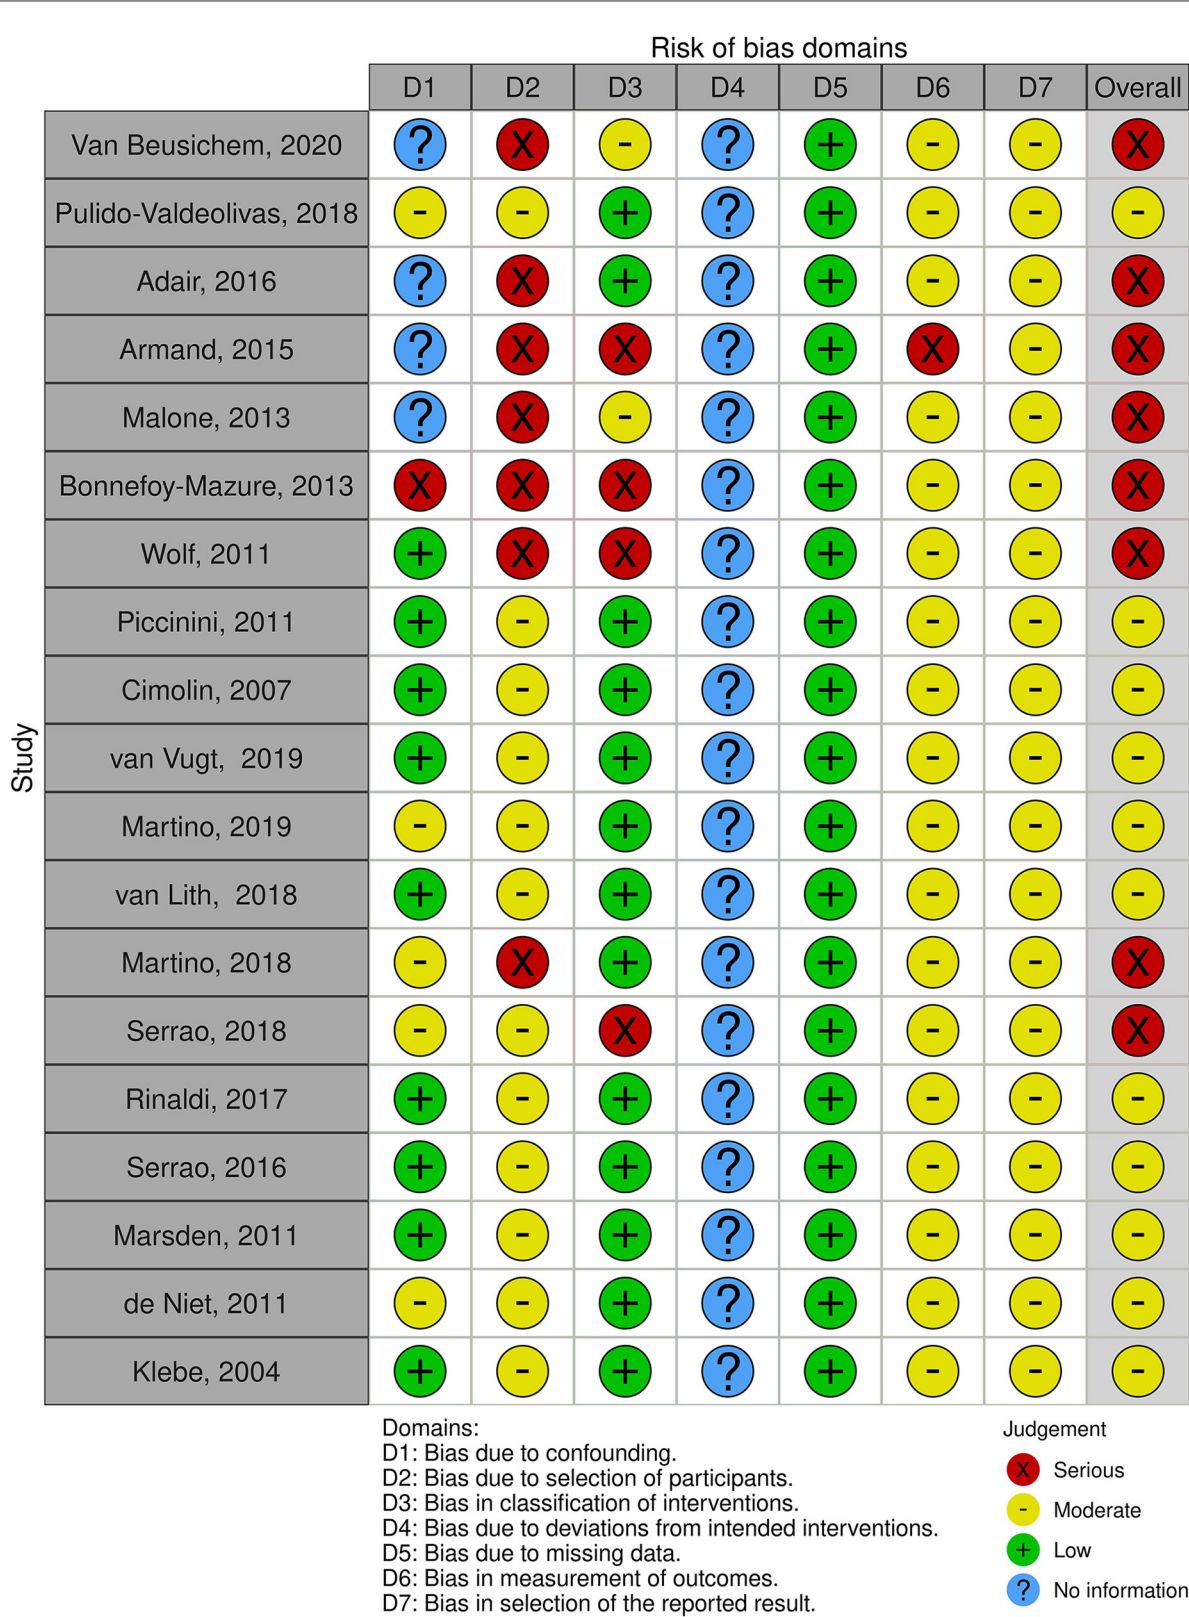 Risk of bias domains
D1 D2 D3 D4 D5 D6 D7 Overall
Study
Van Beusichem, 2020 ? X - ? + - - X
Pulido-Valdeolivas, 2018 - - + ? + - - -
Adair, 2016 ? X + ? + - - X
Armand, 2015 ? X X ? + X - X
Malone, 2013 ? X - ? + - - X
Bonnefoy-Mazure, 2013 X X X ? + - - X
Wolf, 2011 + X X ? + - - X
Piccinini, 2011 + - + ? + - - -
Cimolin, 2007 + - + ? + - - -
van Vugt, 2019 + - + ? + - - -
Martino, 2019 - - + ? + - - -
van Lith, 2018 + - + ? + - - -
Martino, 2018 - X + ? + - - X
Serrao, 2018 - - X ? + - - X
Rinaldi, 2017 + - + ? + - - -
Serrao, 2016 + - + ? + - - -
Marsden, 2011 + - + ? + - - -
de Niet, 2011 - - + ? + - - -
Klebe, 2004 + - + ? + - - -
Domains:
D1: Bias due to confounding.
D2: Bias due to selection of participants.
D3: Bias in classification of interventions.
D4: Bias due to deviations from intended interventions.
D5: Bias due to missing data.
D6: Bias in measurement of outcomes.
D7: Bias in selection of the reported result.
Judgement
X Serious
- Moderate
+ Low
? No information